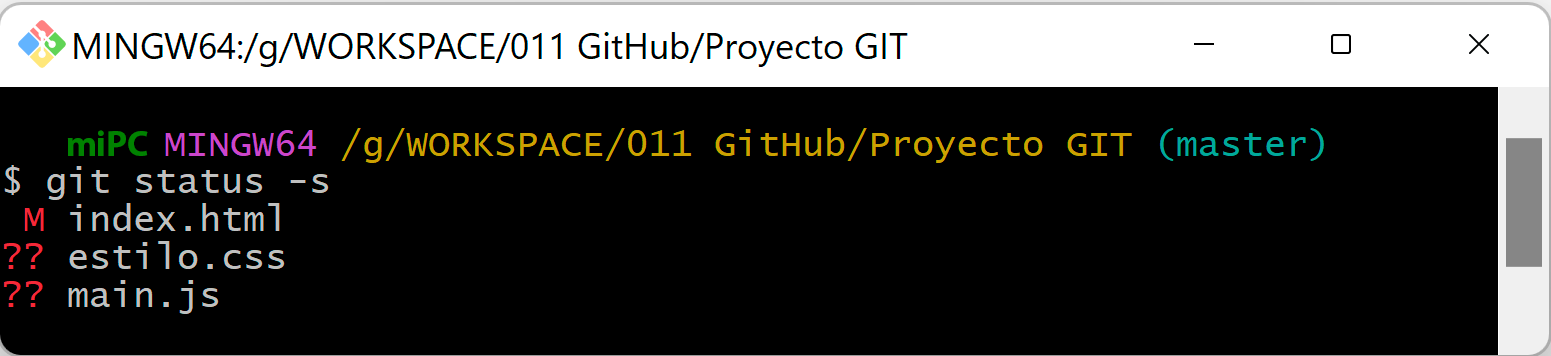 MINGW64:/g/WORKSPACE/011 GitHub/Proyecto GIT
miPC MINGW64 /g/WORKSPACE/011 GitHub/Proyecto GIT (master)
$ git status -s
 M index.html
?? estilo.css
?? main.js